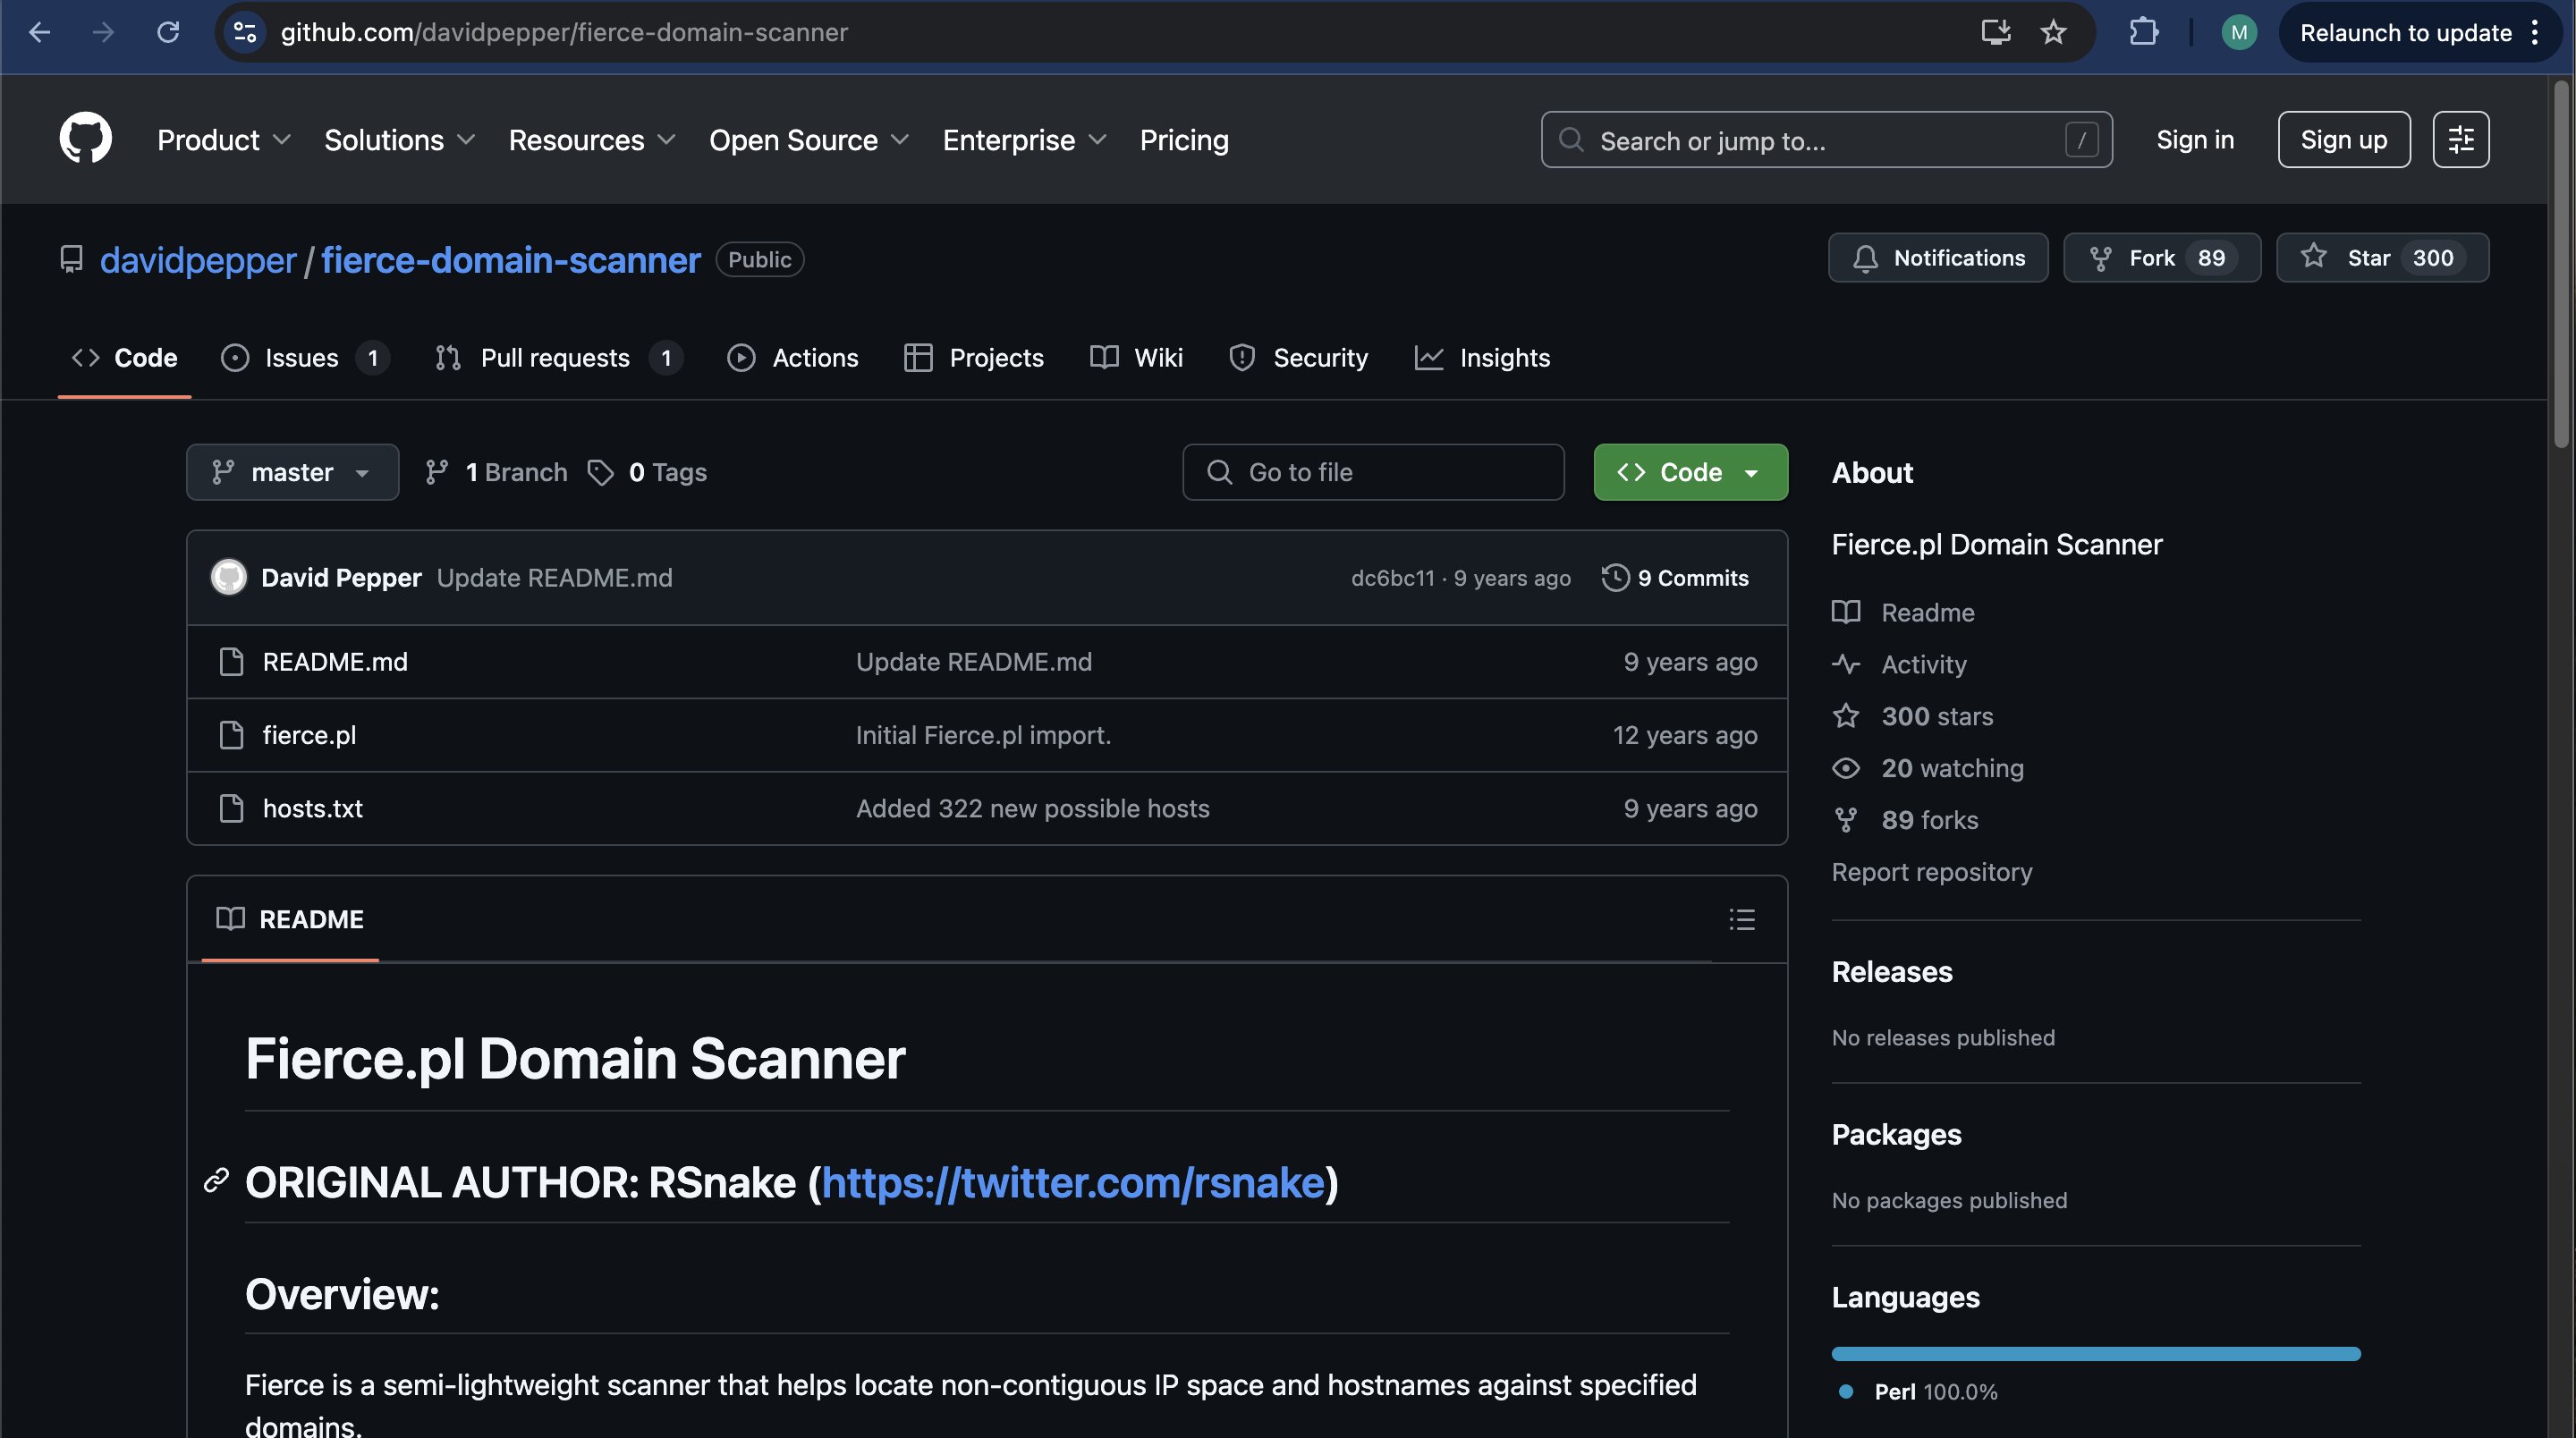 github.com/davidpepper/fierce-domain-scanner
M
Relaunch to update
Product
Solutions
Resources
Open Source
Enterprise
Pricing
Search or jump to...
/
Sign in
Sign up
davidpepper / fierce-domain-scanner
Public
Notifications
Fork 89
Star 300
Code
Issues 1
Pull requests 1
Actions
Projects
Wiki
Security
Insights
master
1 Branch
0 Tags
Go to file
Code
David Pepper Update README.md
dc6bc11 · 9 years ago
9 Commits
README.md Update README.md 9 years ago
fierce.pl Initial Fierce.pl import. 12 years ago
hosts.txt Added 322 new possible hosts 9 years ago
README
Fierce.pl Domain Scanner
ORIGINAL AUTHOR: RSnake (https://twitter.com/rsnake)
Overview:
Fierce is a semi-lightweight scanner that helps locate non-contiguous IP space and hostnames against specified
domains.
About
Fierce.pl Domain Scanner
Readme
Activity
300 stars
20 watching
89 forks
Report repository
Releases
No releases published
Packages
No packages published
Languages
Perl 100.0%